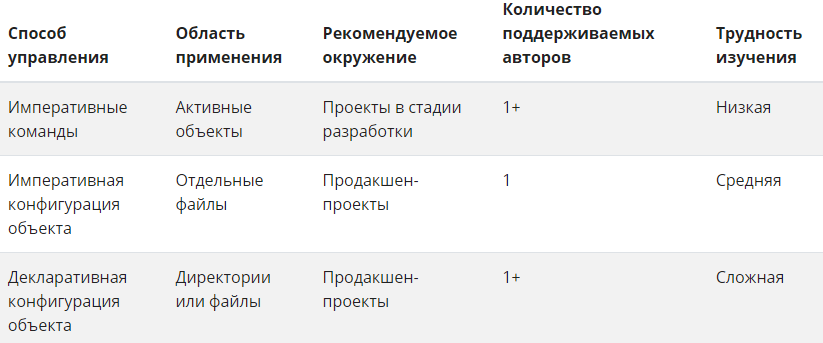 Способ управления
Область применения
Рекомендуемое окружение
Количество поддерживаемых авторов
Трудность изучения
Императивные команды
Активные объекты
Проекты в стадии разработки
1+
Низкая
Императивная конфигурация объекта
Отдельные файлы
Продакшен-проекты
1
Средняя
Декларативная конфигурация объекта
Директории или файлы
Продакшен-проекты
1+
Сложная